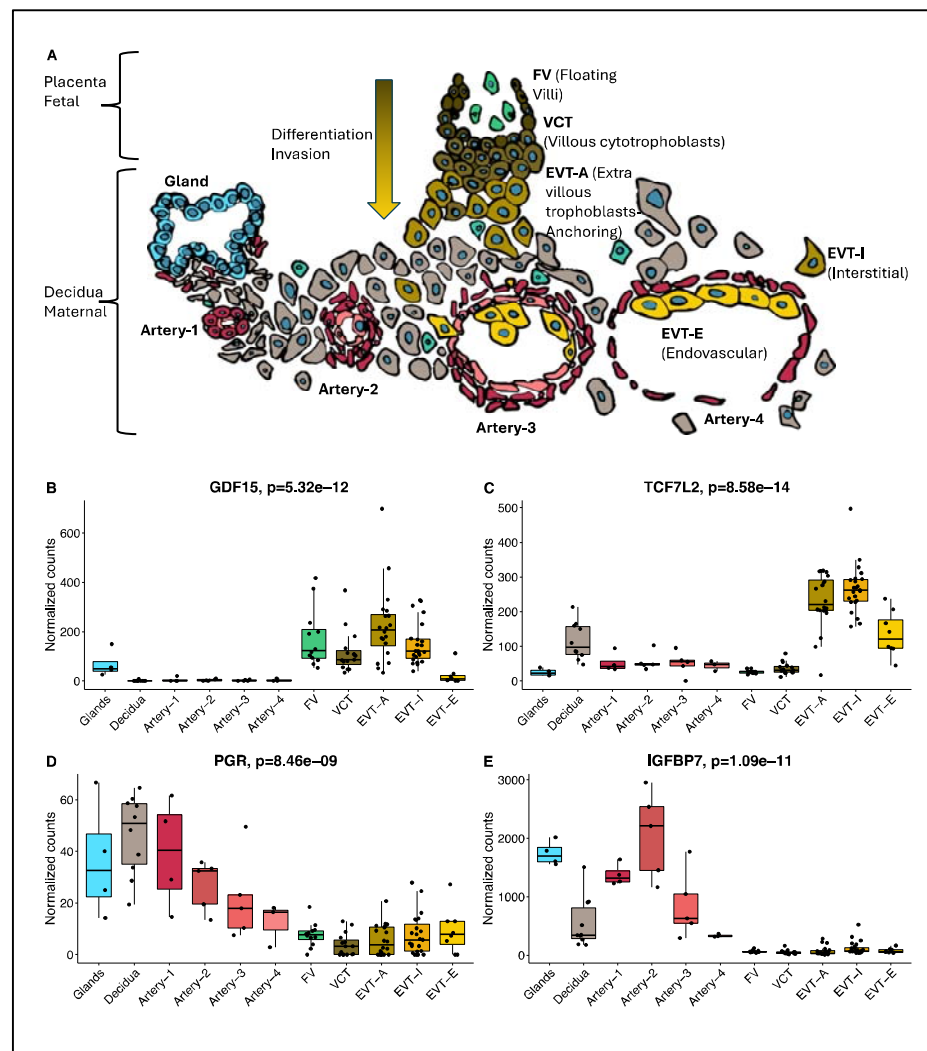 A
Placenta
Fetal
Differentiation
Invasion
FV (Floating
Villi)
VCT
(Villous cytotrophoblasts)
EVT-A (Extra
villous
trophoblasts-
Anchoring)
Gland
EVT-I
(Interstitial)
Decidua
Maternal
Artery-1
EVT-E
(Endovascular)
Artery-2
Artery-3
Artery-4
B
GDF15, p=5.32e−12
Normalized counts
600
400
200
0
Glands
Decidua
Artery−1
Artery−2
Artery−3
Artery−4
FV
VCT
EVT−A
EVT−I
EVT−E
C
TCF7L2, p=8.58e−14
Normalized counts
500
400
300
200
100
0
Glands
Decidua
Artery−1
Artery−2
Artery−3
Artery−4
FV
VCT
EVT−A
EVT−I
EVT−E
D
PGR, p=8.46e−09
Normalized counts
60
40
20
0
Glands
Decidua
Artery−1
Artery−2
Artery−3
Artery−4
FV
VCT
EVT−A
EVT−I
EVT−E
E
IGFBP7, p=1.09e−11
Normalized counts
3000
2000
1000
0
Glands
Decidua
Artery−1
Artery−2
Artery−3
Artery−4
FV
VCT
EVT−A
EVT−I
EVT−E